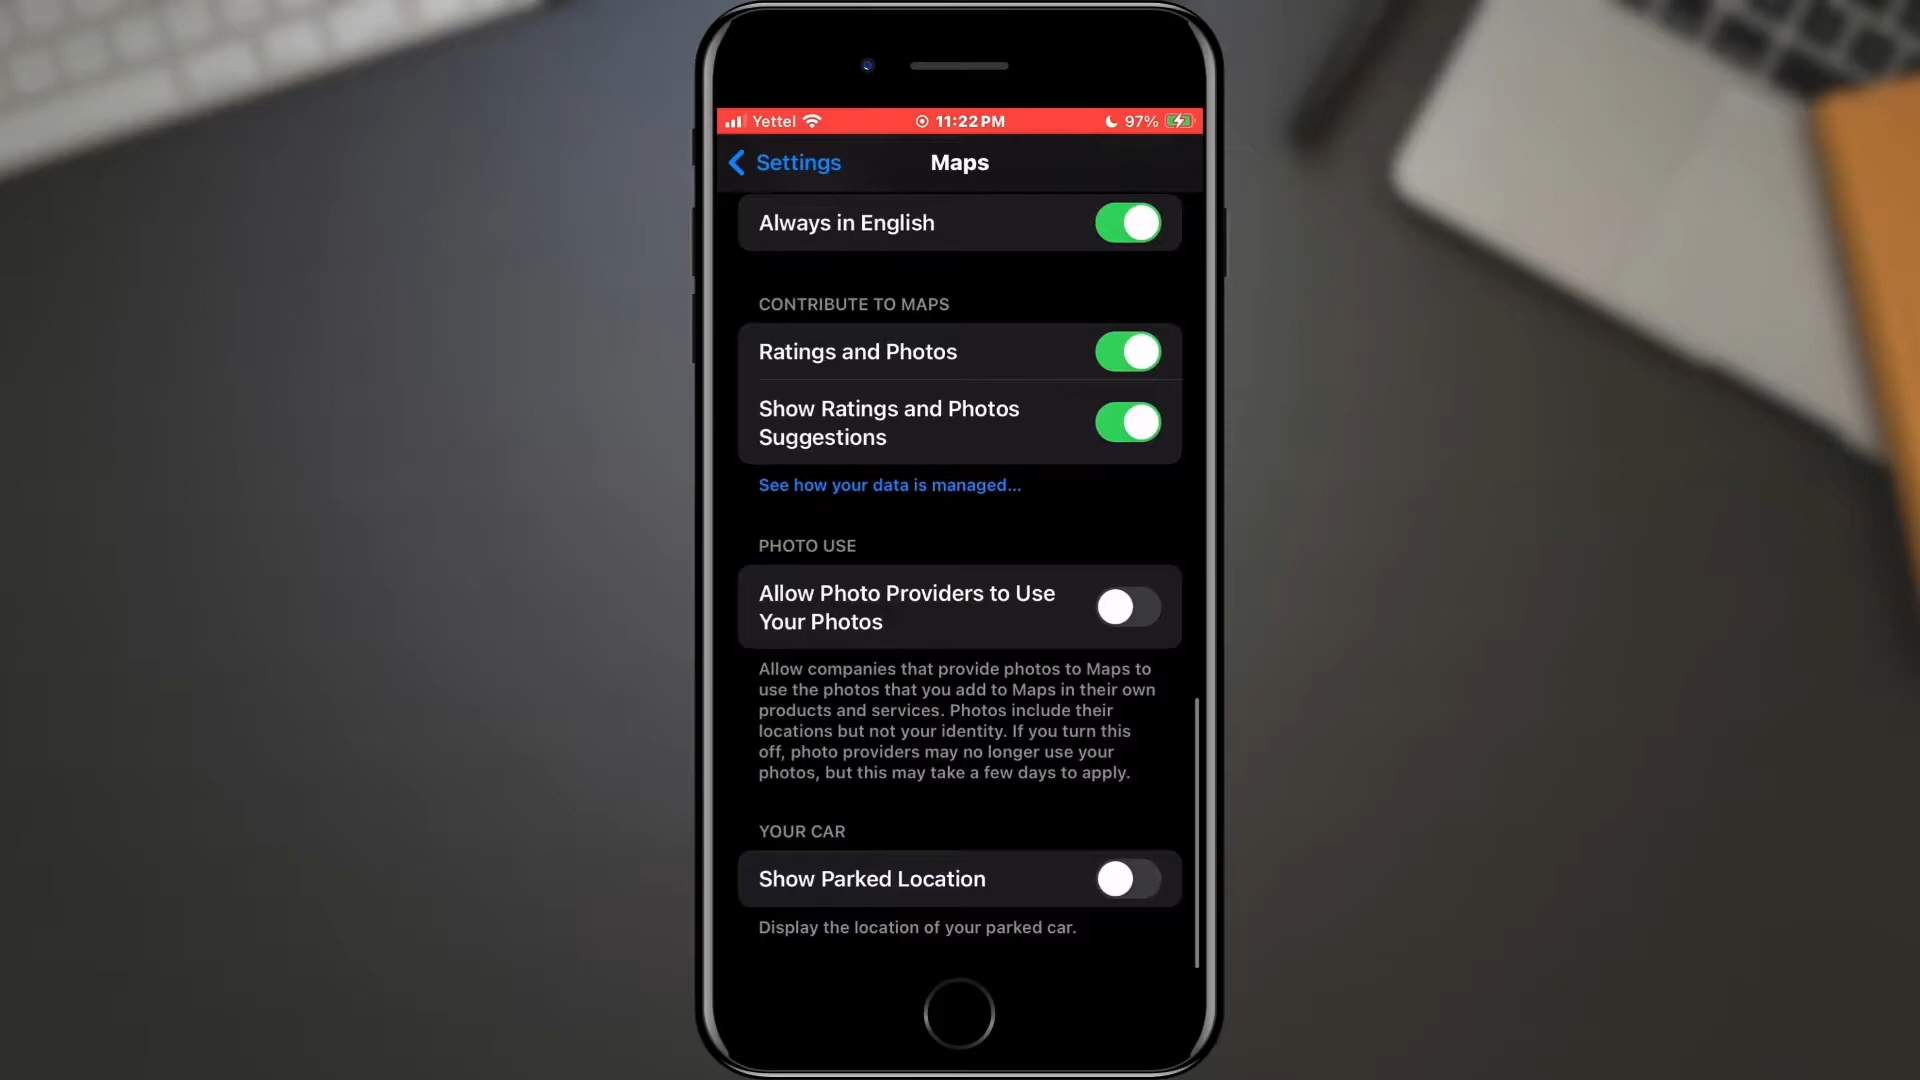 Yettel 11:22 PM 97%
Settings Maps
Always in English
CONTRIBUTE TO MAPS
Ratings and Photos
Show Ratings and Photos
Suggestions
See how your data is managed...
PHOTO USE
Allow Photo Providers to Use
Your Photos
Allow companies that provide photos to Maps to
use the photos that you add to Maps in their own
products and services. Photos include their
locations but not your identity. If you turn this
off, photo providers may no longer use your
photos, but this may take a few days to apply.
YOUR CAR
Show Parked Location
Display the location of your parked car.